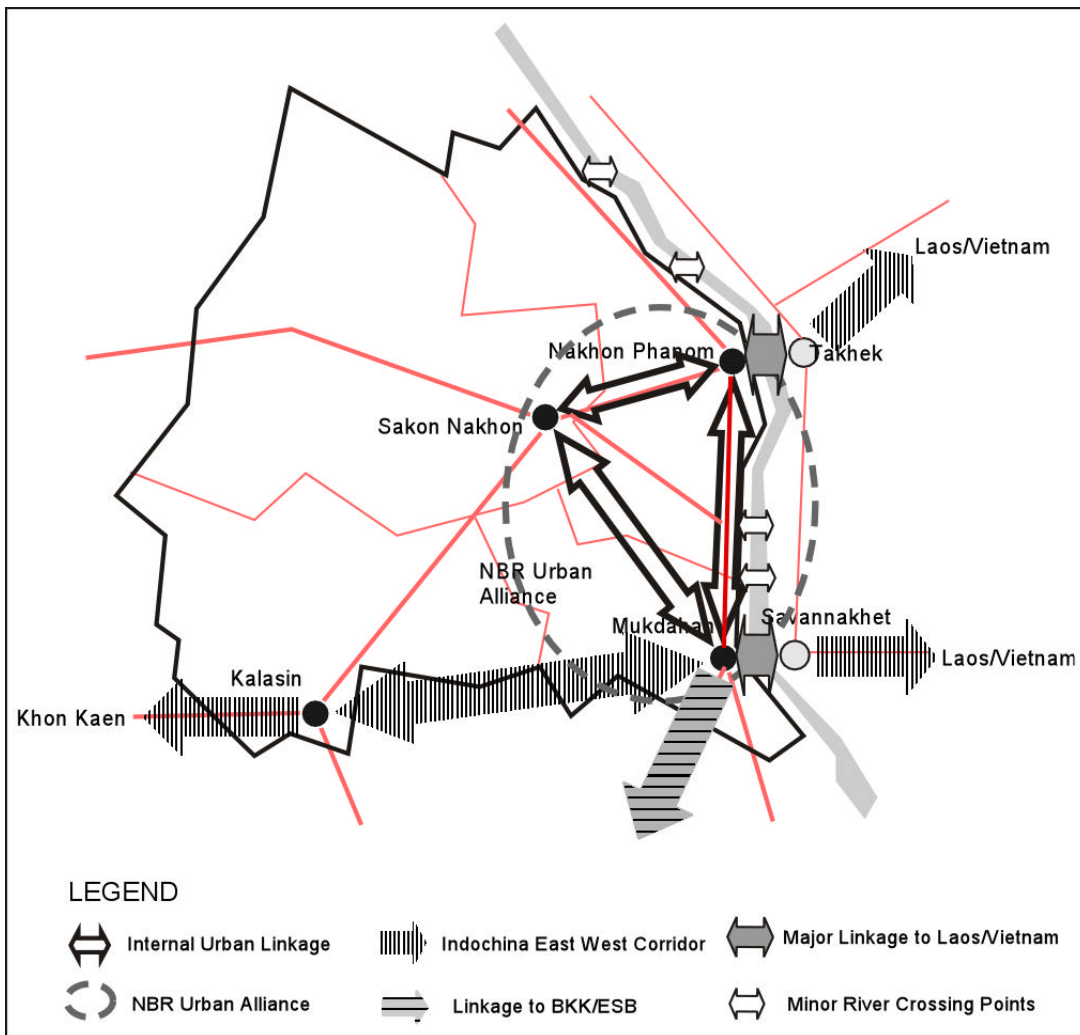 Laos/Vietnam
Nakhon Phanom
Takhek
Sakon Nakhon
NBR Urban
Alliance
Mukdahan
Savannakhet
Laos/Vietnam
Kalasin
Khon Kaen
LEGEND
Internal Urban Linkage
Indochina East West Corridor
Major Linkage to Laos/Vietnam
NBR Urban Alliance
Linkage to BKK/ESB
Minor River Crossing Points